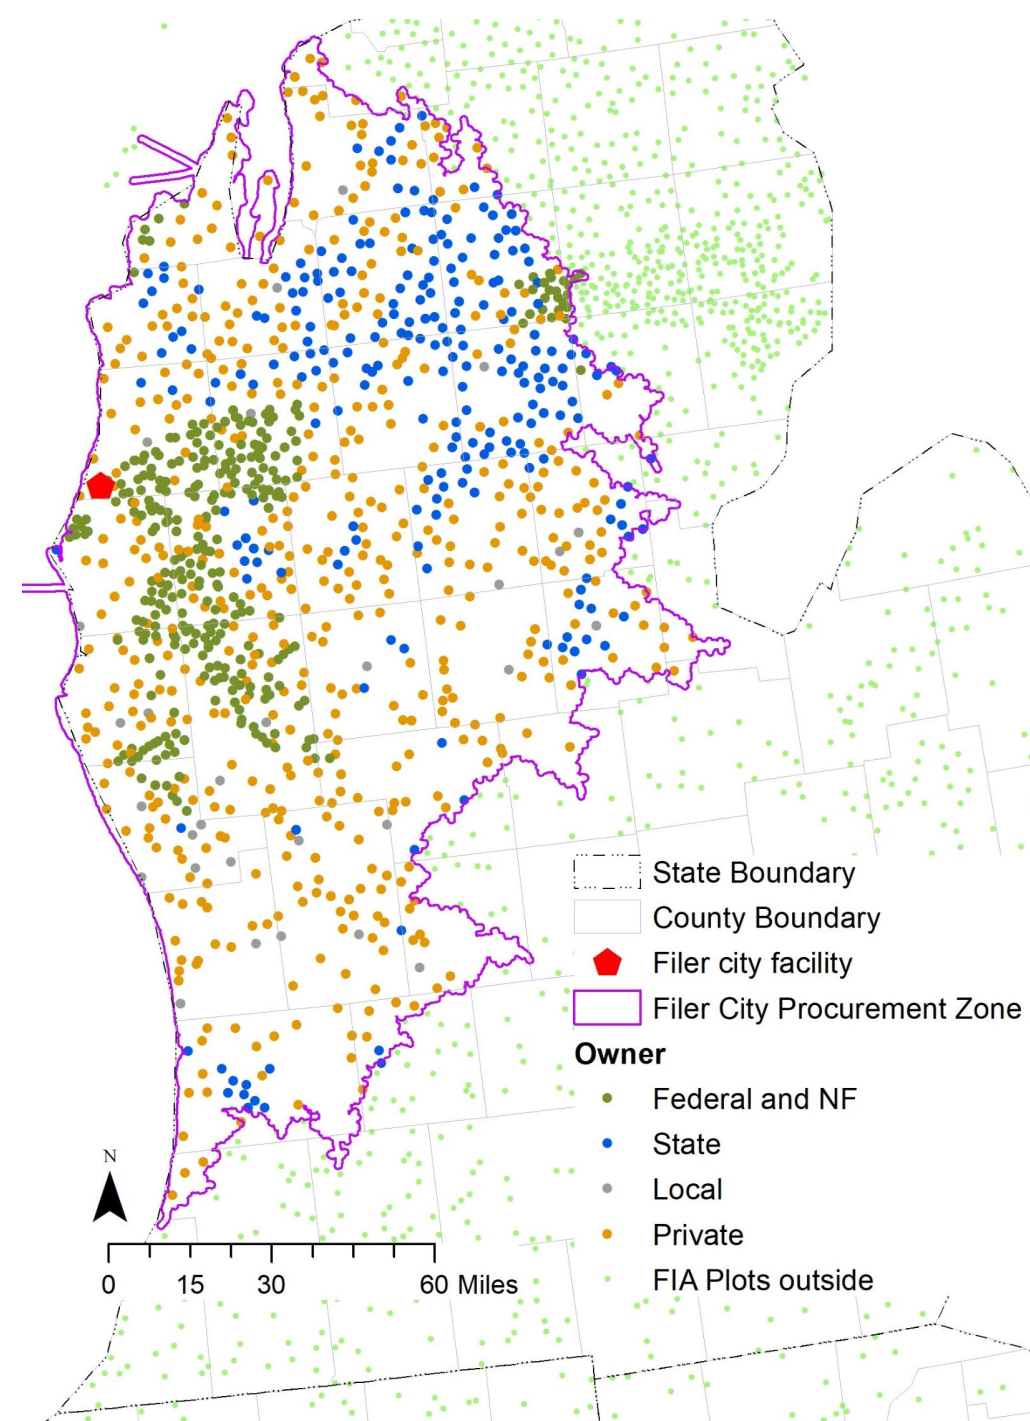 State Boundary
County Boundary
Filer city facility
Filer City Procurement Zone
Owner
Federal and NF
State
Local
Private
FIA Plots outside
N
0 15 30 60 Miles